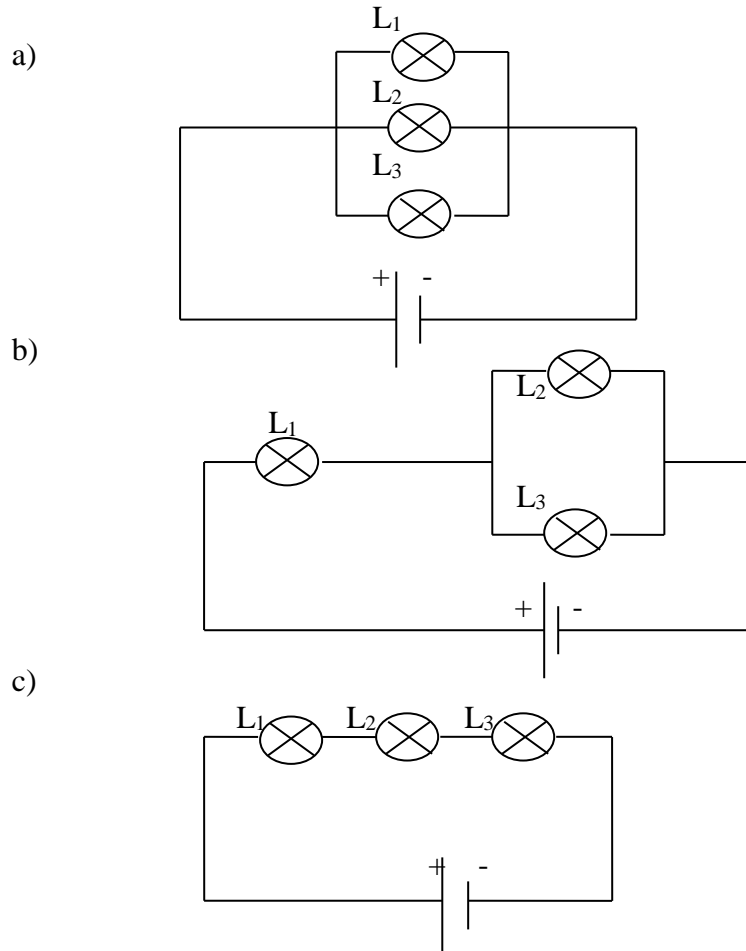 a)
L₁
L₂
L₃
+ -
b)
L₂
L₁
L₃
+ -
c)
L₁ L₂ L₃
+ -